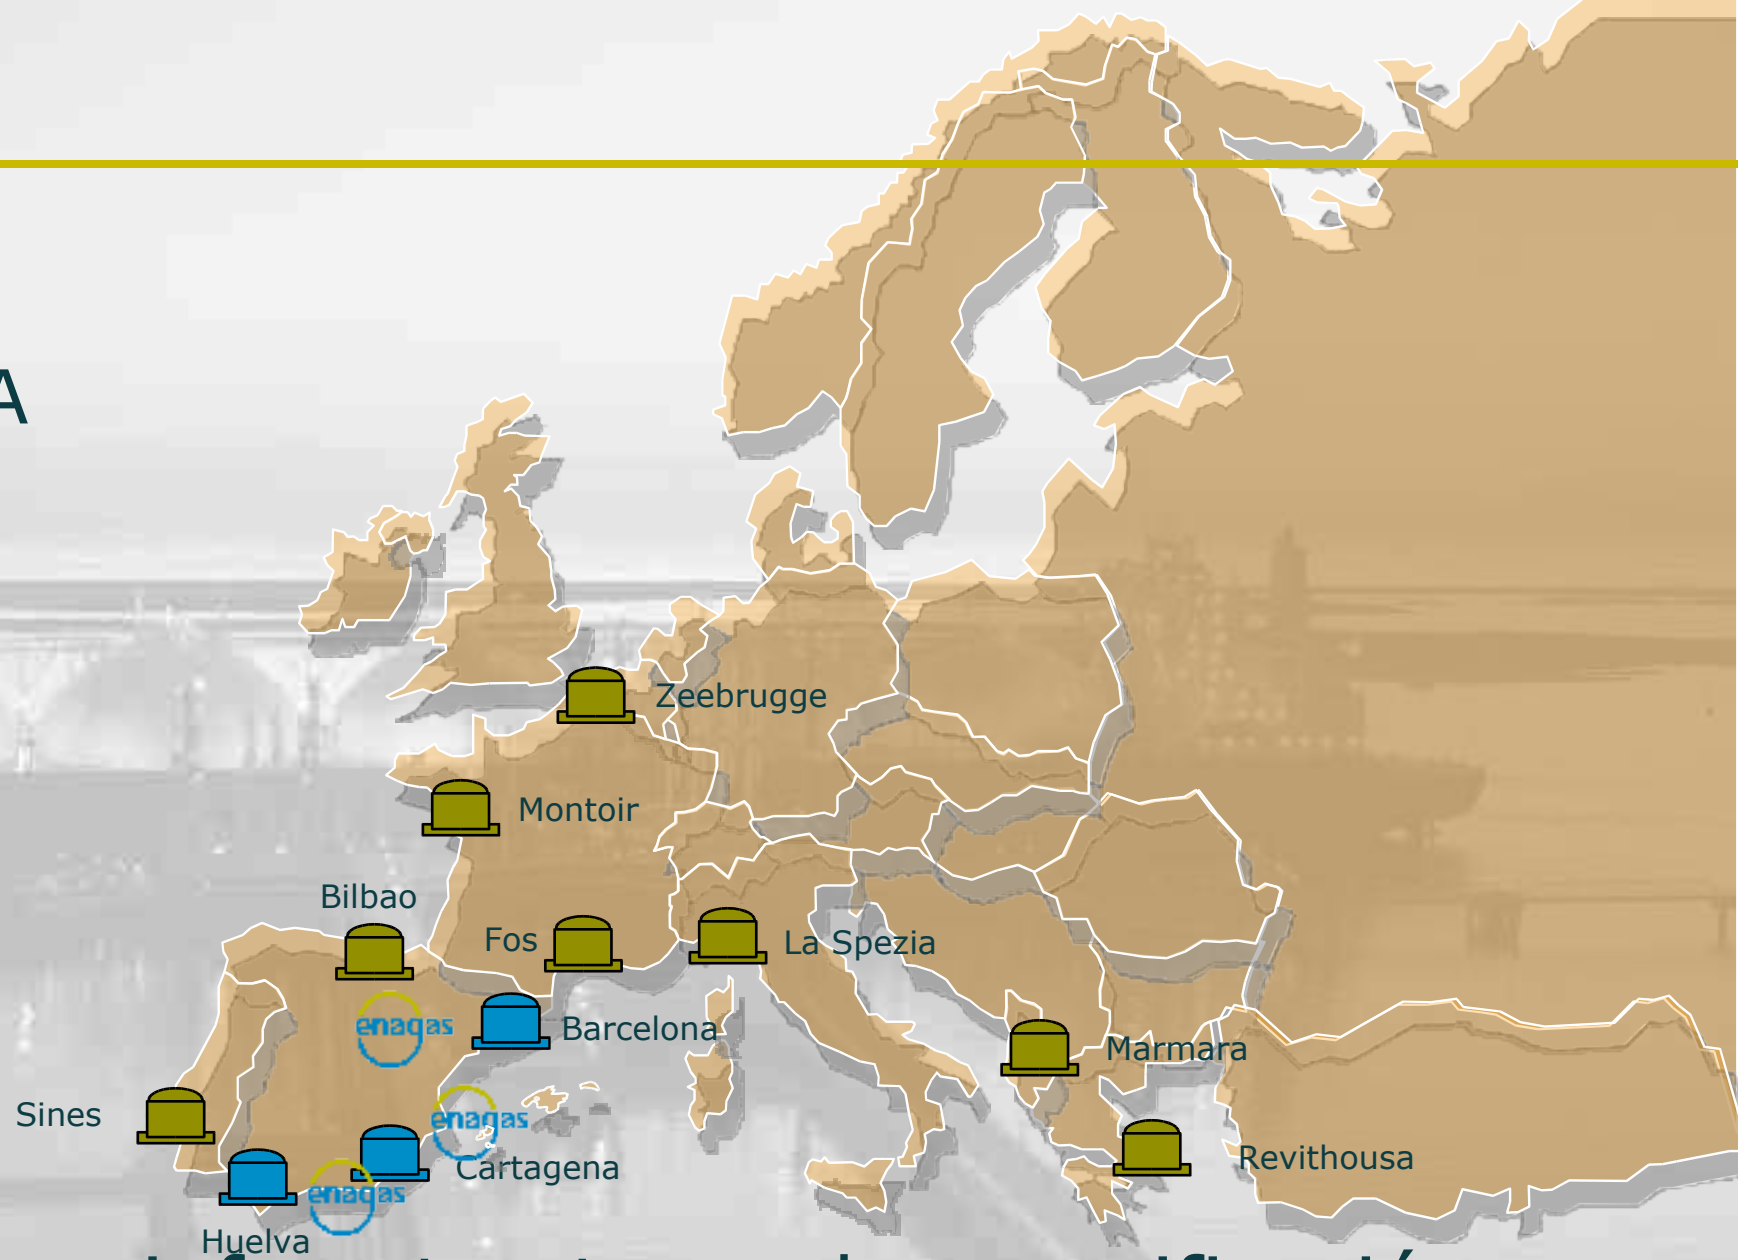 A
Zeebrugge
Montoir
Bilbao
Fos
La Spezia
enagas
Barcelona
Marmara
Sines
enagas
Revithousa
Cartagena
enagas
Huelva